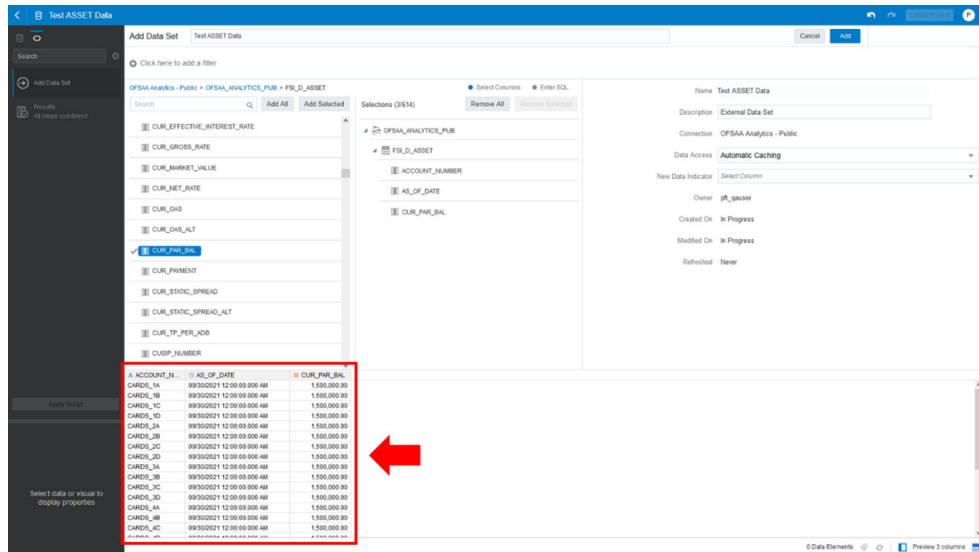 Test ASSET Data
Create Project
P
Search
Add Data Set
Results
All steps combined
Apply Script
Select data or visual to
display properties
Add Data Set
Test ASSET Data
Cancel
Add
Click here to add a filter
OFSAA Analytics - Public > OFSAA_ANALYTICS_PUB > FSI_D_ASSET
Select Columns
Enter SQL
Search
Add All
Add Selected
Selections (3/614)
Remove All
Remove Selected
CUR_EFFECTIVE_INTEREST_RATE
CUR_GROSS_RATE
CUR_MARKET_VALUE
CUR_NET_RATE
CUR_OAS
CUR_OAS_ALT
CUR_PAR_BAL
CUR_PAYMENT
CUR_STATIC_SPREAD
CUR_STATIC_SPREAD_ALT
CUR_TP_PER_ADB
CUSIP_NUMBER
OFSAA_ANALYTICS_PUB
FSI_D_ASSET
ACCOUNT_NUMBER
AS_OF_DATE
CUR_PAR_BAL
Name Test ASSET Data
Description External Data Set
Connection OFSAA Analytics - Public
Data Access Automatic Caching
New Data Indicator Select Column
Owner pft_qauser
Created On In Progress
Modified On In Progress
Refreshed Never
A ACCOUNT_N... AS_OF_DATE # CUR_PAR_BAL
CARDS_1A 09/30/2021 12:00:00.000 AM 1,500,000.00
CARDS_1B 09/30/2021 12:00:00.000 AM 1,500,000.00
CARDS_1C 09/30/2021 12:00:00.000 AM 1,500,000.00
CARDS_1D 09/30/2021 12:00:00.000 AM 1,500,000.00
CARDS_2A 09/30/2021 12:00:00.000 AM 1,500,000.00
CARDS_2B 09/30/2021 12:00:00.000 AM 1,500,000.00
CARDS_2C 09/30/2021 12:00:00.000 AM 1,500,000.00
CARDS_2D 09/30/2021 12:00:00.000 AM 1,500,000.00
CARDS_3A 09/30/2021 12:00:00.000 AM 1,500,000.00
CARDS_3B 09/30/2021 12:00:00.000 AM 1,500,000.00
CARDS_3C 09/30/2021 12:00:00.000 AM 1,500,000.00
CARDS_3D 09/30/2021 12:00:00.000 AM 1,500,000.00
CARDS_4A 09/30/2021 12:00:00.000 AM 1,500,000.00
CARDS_4B 09/30/2021 12:00:00.000 AM 1,500,000.00
CARDS_4C 09/30/2021 12:00:00.000 AM 1,500,000.00
0 Data Elements
Preview 3 columns